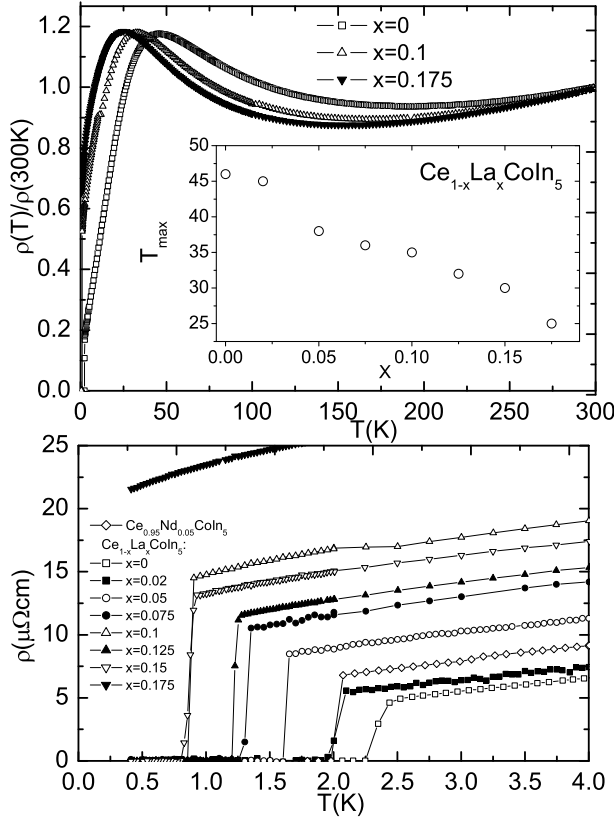 x=0
x=0.1
x=0.175
ρ(T)/ρ(300K)
1.2
1.0
0.8
0.6
0.4
0.2
0.0
Ce₁₋ₓLaₓCoIn₅
T_max
50
45
40
35
30
25
0.00 0.05 0.10 0.15
X
0 50 100 150 200 250 300
T(K)
ρ(μΩcm)
25
20
15
10
5
0
Ce₀.₉₅Nd₀.₀₅CoIn₅
Ce₁₋ₓLaₓCoIn₅:
x=0
x=0.02
x=0.05
x=0.075
x=0.1
x=0.125
x=0.15
x=0.175
0.5 1.0 1.5 2.0 2.5 3.0 3.5 4.0
T(K)